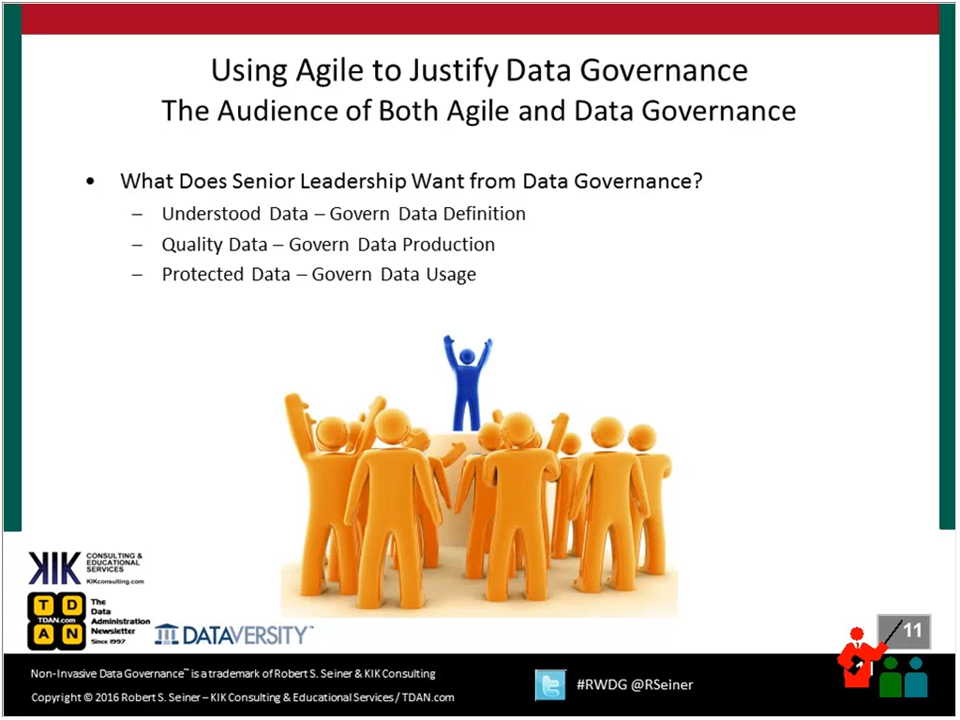 Using Agile to Justify Data Governance
The Audience of Both Agile and Data Governance
• What Does Senior Leadership Want from Data Governance?
– Understood Data – Govern Data Definition
– Quality Data – Govern Data Production
– Protected Data – Govern Data Usage
KIK
CONSULTING &
EDUCATIONAL
SERVICES
KIKconsulting.com
T D
TDAN.com
A N
The
Data
Administration
Newsletter
Since 1997
DATAVERSITY™
11
Non-Invasive Data Governance™ is a trademark of Robert S. Seiner & KIK Consulting
Copyright © 2016 Robert S. Seiner – KIK Consulting & Educational Services / TDAN.com
#RWDG @RSeiner